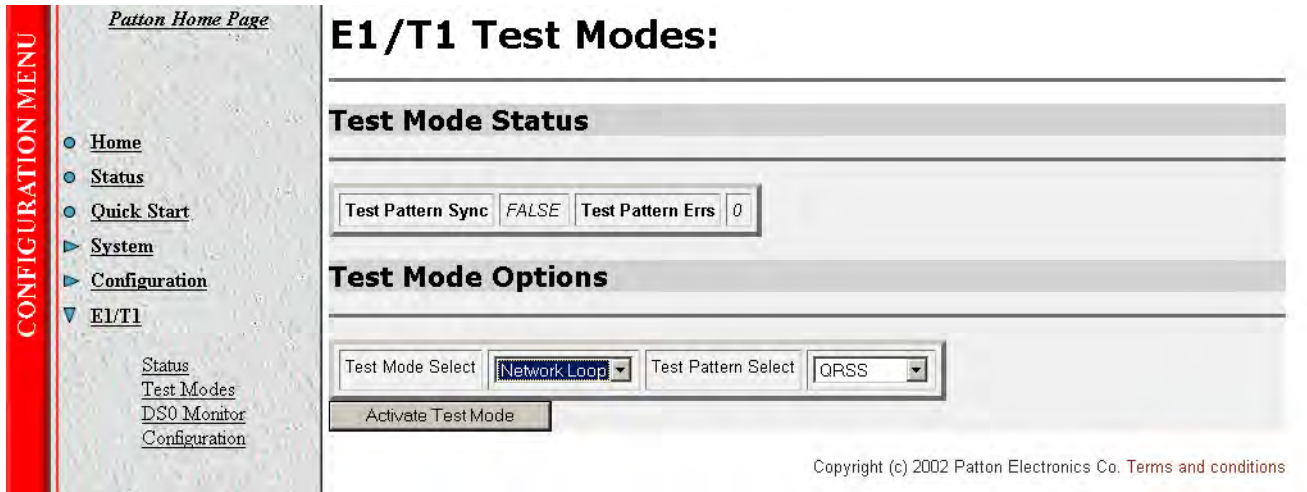 CONFIGURATION MENU
Patton Home Page
Home
Status
Quick Start
System
Configuration
E1/T1
Status
Test Modes
DS0 Monitor
Configuration
E1/T1 Test Modes:
Test Mode Status
Test Pattern Sync FALSE Test Pattern Errs 0
Test Mode Options
Test Mode Select Network Loop Test Pattern Select QRSS
Activate Test Mode
Copyright (c) 2002 Patton Electronics Co. Terms and conditions